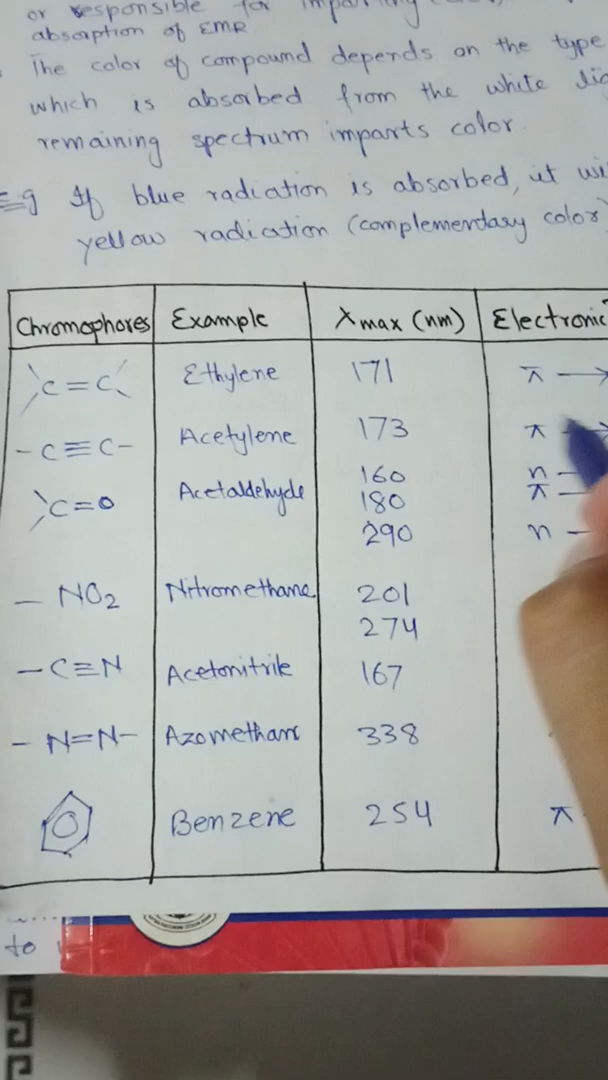 or responsible for imparting
absorption of EMR
The color of compound depends on the type
which is absorbed from the white
remaining spectrum imparts color.
Eg If blue radiation is absorbed, it
yellow radiation (complementary color)
Chromophores Example λmax (nm) Electronic
>C=C< Ethylene 171 π →
-C≡C- Acetylene 173 π →
>C=O Acetaldehyde 160 n –
180 π –
290 n –
– NO2 Nitromethane 201
274
– C≡N Acetonitrile 167
– N=N- Azomethane 338
Benzene 254 π
to